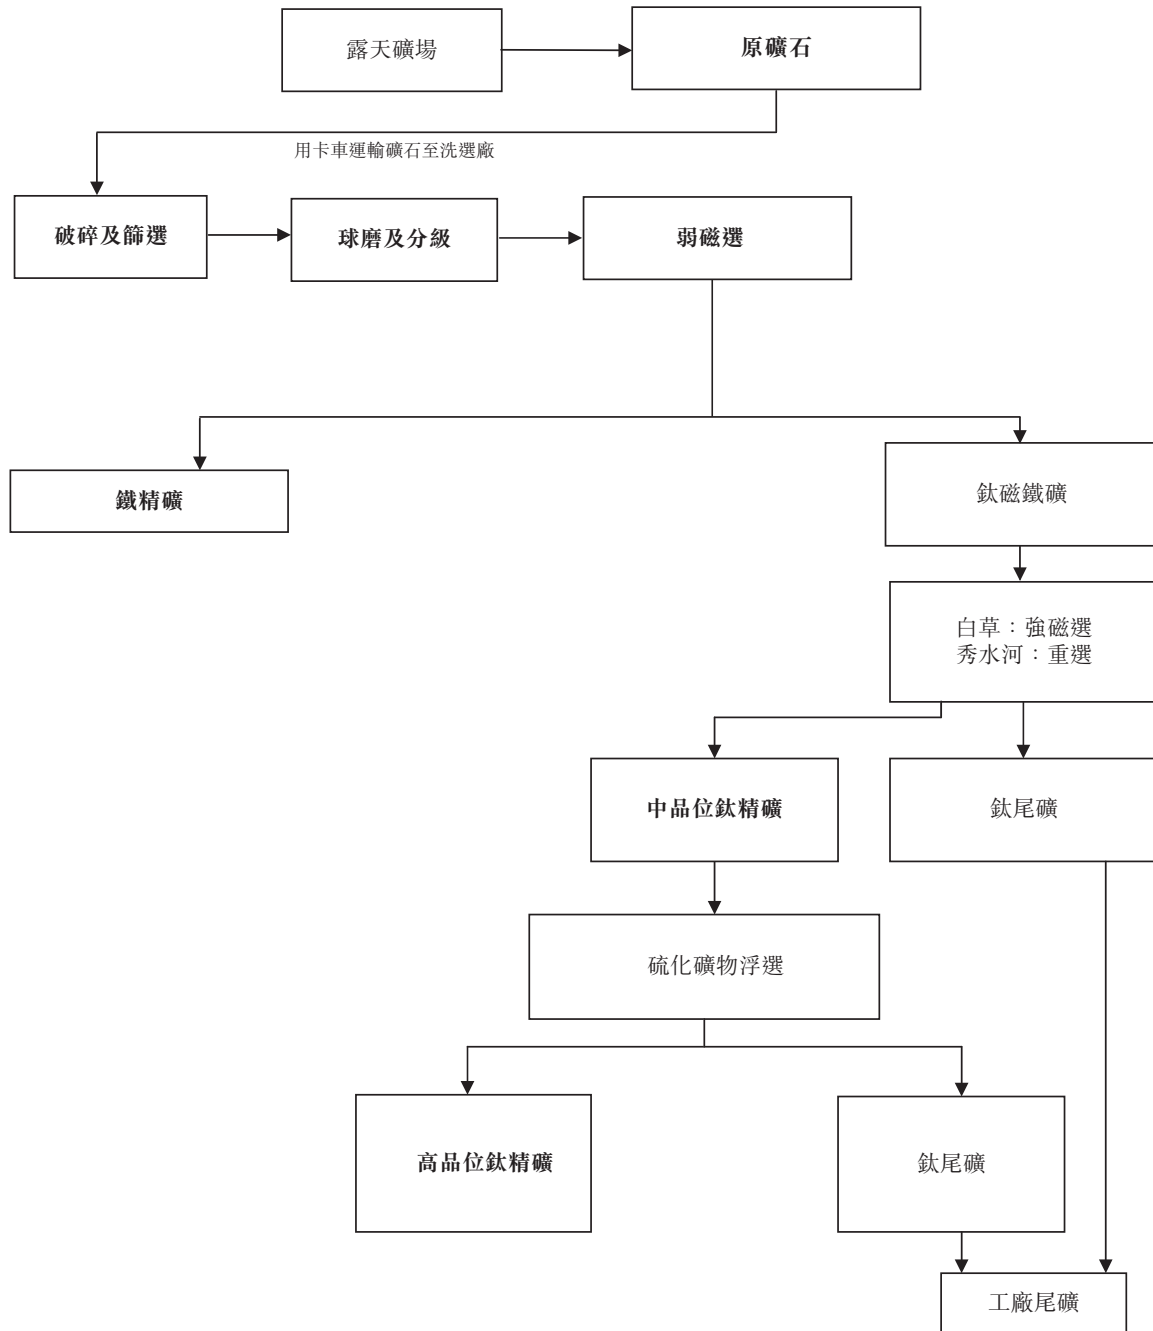 露天礦場
原礦石
用卡車運輸礦石至洗選廠
破碎及篩選
球磨及分級
弱磁選
鐵精礦
鈦磁鐵礦
白草：強磁選
秀水河：重選
中品位鈦精礦
鈦尾礦
硫化礦物浮選
高品位鈦精礦
鈦尾礦
工廠尾礦